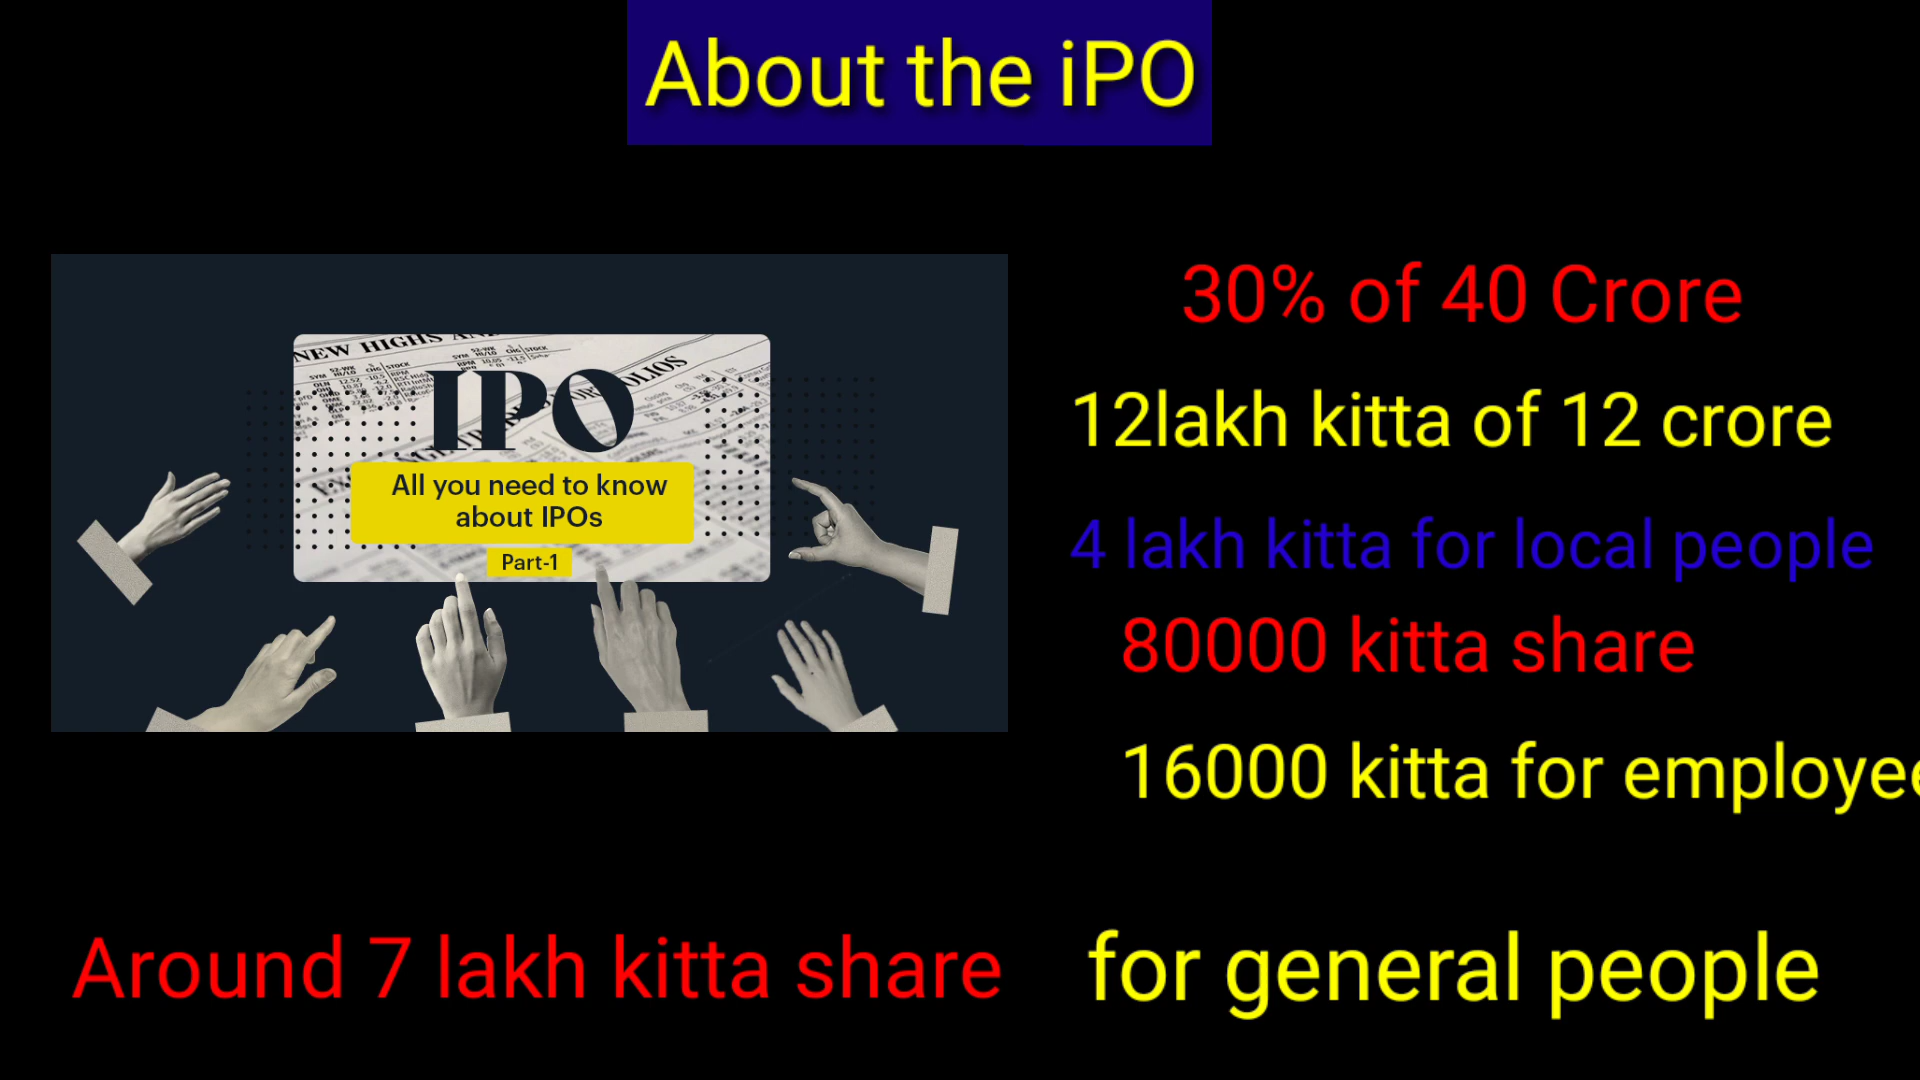 About the iPO
NEW HIGHS AN
IPO
All you need to know
about IPOs
Part-1
30% of 40 Crore
12lakh kitta of 12 crore
4 lakh kitta for local people
80000 kitta share
16000 kitta for employee
Around 7 lakh kitta share for general people